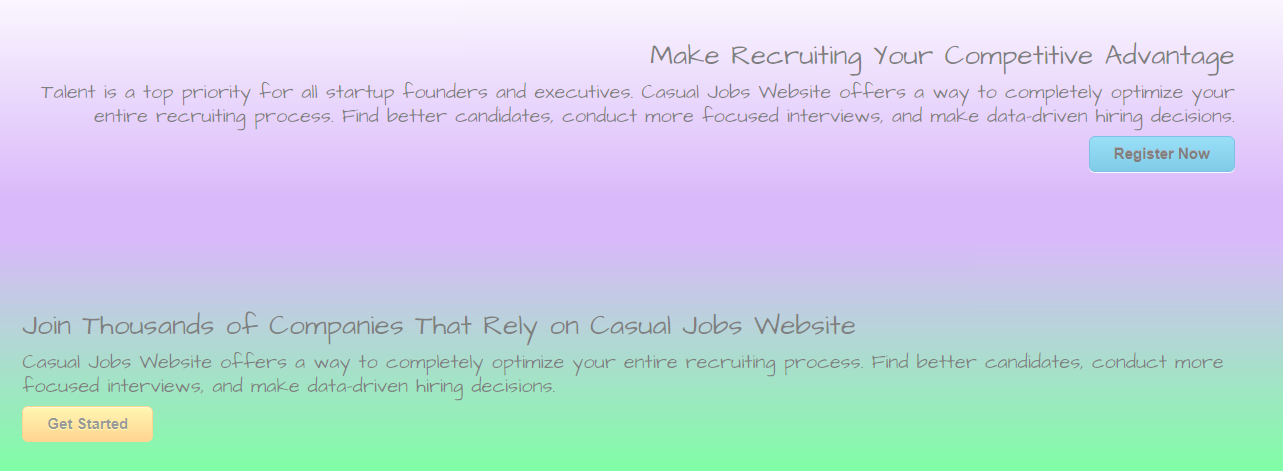 Make Recruiting Your Competitive Advantage
Talent is a top priority for all startup founders and executives. Casual Jobs Website offers a way to completely optimize your
entire recruiting process. Find better candidates, conduct more focused interviews, and make data-driven hiring decisions.
Register Now
Join Thousands of Companies That Rely on Casual Jobs Website
Casual Jobs Website offers a way to completely optimize your entire recruiting process. Find better candidates, conduct more
focused interviews, and make data-driven hiring decisions.
Get Started